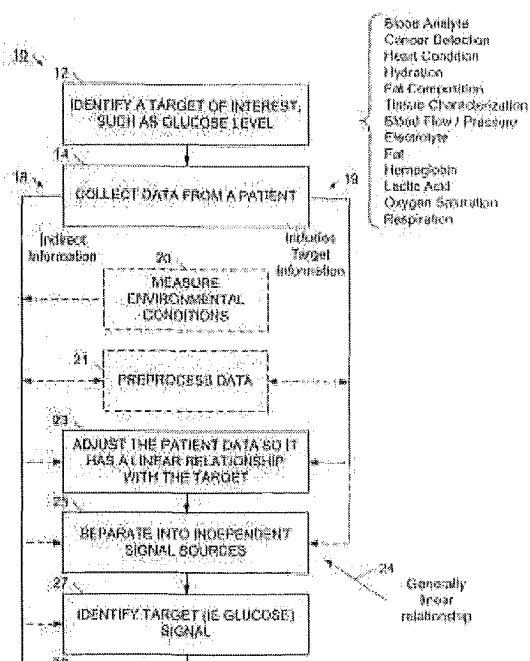 10
12
IDENTIFY A TARGET OF INTEREST,
SUCH AS GLUCOSE LEVEL
Blood Analyte
Cancer Detection
Heart Condition
Hydration
Fat Composition
Tissue Characterization
Blood Flow / Pressure
Electrolyte
Fat
Hemoglobin
Lactic Acid
Oxygen Saturation
Respiration
14
18
COLLECT DATA FROM A PATIENT
19
Indirect
Information
Includes
Target
Information
20
MEASURE
ENVIRONMENTAL
CONDITIONS
21
PREPROCESS DATA
23
ADJUST THE PATIENT DATA SO IT
HAS A LINEAR RELATIONSHIP
WITH THE TARGET
25
SEPARATE INTO INDEPENDENT
SIGNAL SOURCES
24
Generally
linear
relationship
27
IDENTIFY TARGET (IE GLUCOSE)
SIGNAL